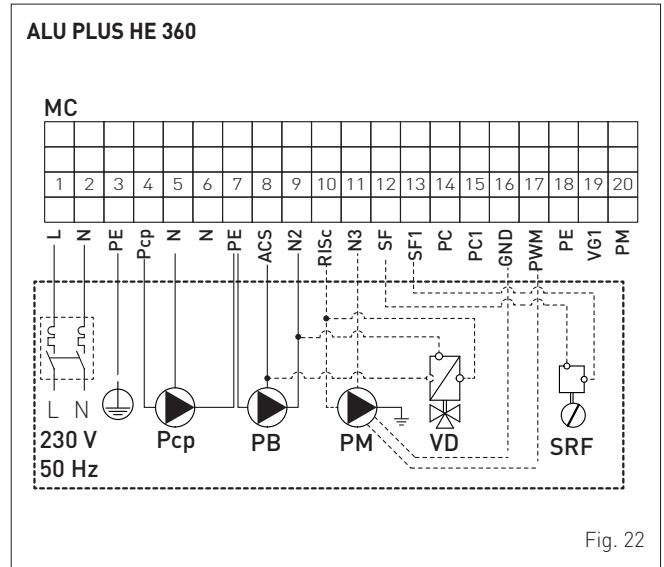 ALU PLUS HE 360
MC
1 2 3 4 5 6 7 8 9 10 11 12 13 14 15 16 17 18 19 20
L N PE Pcp N N PE ACS N2 RISc N3 SF SF1 PC PC1 GND PWM PE VG1 PM
L N
230 V
50 Hz
Pcp PB PM VD SRF
Fig. 22